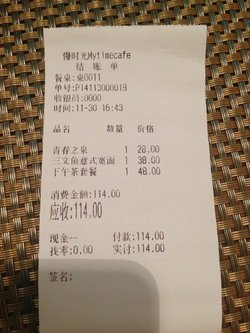 慢时光Mytimecafe
结 账 单
餐桌:桌0011
单号:P14113000019
收银员:0000
时间:11-30 16:43
品名 数量 价格
青春之泉 1 28.00
三文鱼意式宽面 1 38.00
下午茶套餐 1 48.00
消费金额:114.00
应收:114.00
现金-- 付款:114.00
找零:0.00 实付:114.00
签名: